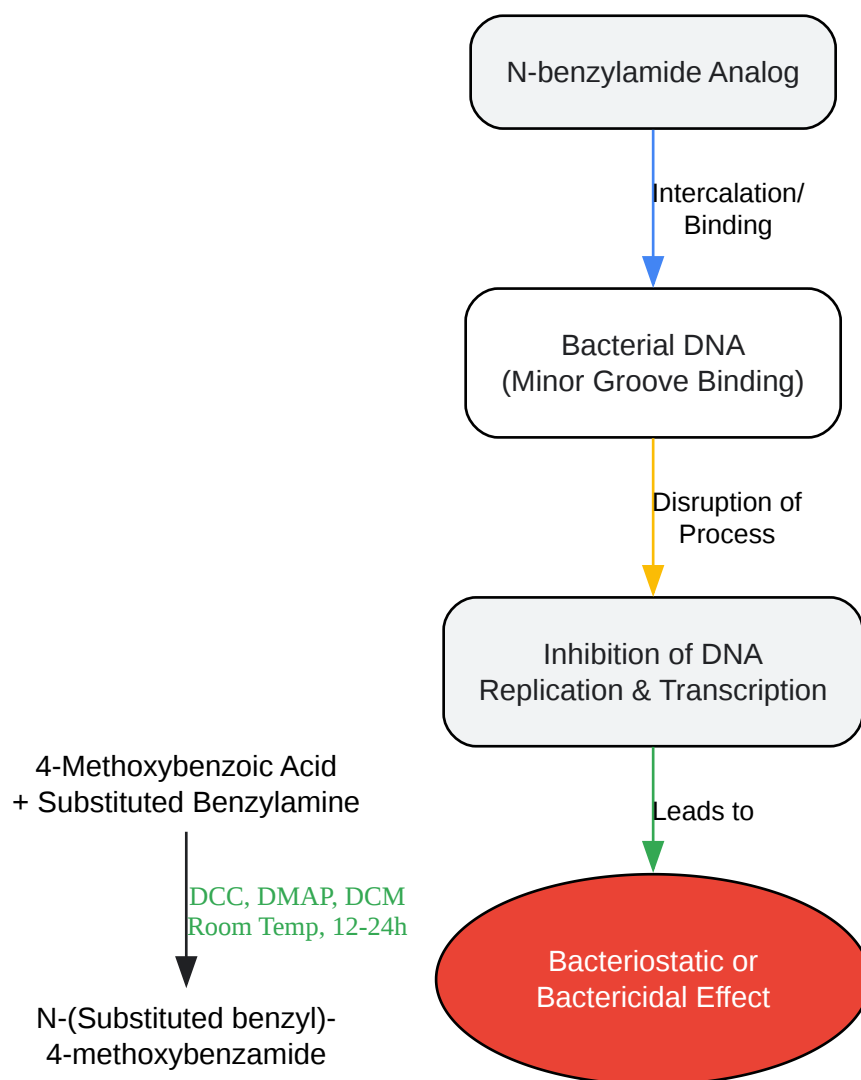 N-benzylamide Analog
Intercalation/
Binding
Bacterial DNA
(Minor Groove Binding)
Disruption of
Process
Inhibition of DNA
Replication & Transcription
Leads to
Bacteriostatic or
Bactericidal Effect
4-Methoxybenzoic Acid
+ Substituted Benzylamine
DCC, DMAP, DCM
Room Temp, 12-24h
N-(Substituted benzyl)-
4-methoxybenzamide